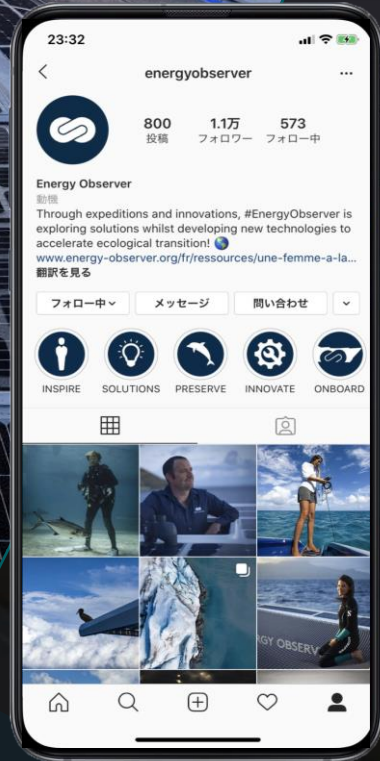 23:32
energyobserver
800 1.1万 573
投稿 フォロワー フォロー中
Energy Observer
動機
Through expeditions and innovations, #EnergyObserver is
exploring solutions whilst developing new technologies to
accelerate ecological transition! 🌎
www.energy-observer.org/fr/ressources/une-femme-a-la...
翻訳を見る
フォロー中 メッセージ 問い合わせ
INSPIRE SOLUTIONS PRESERVE INNOVATE ONBOARD
RGY OBSERV